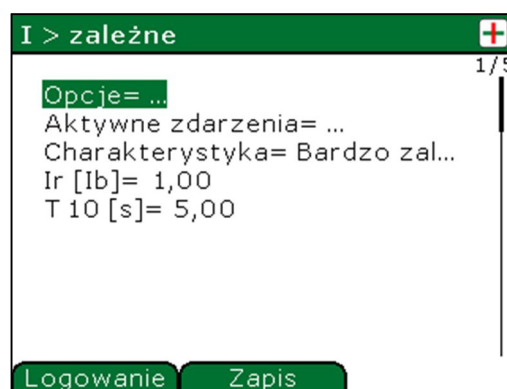 I > zależne
1/5
Opcje= ...
Aktywne zdarzenia= ...
Charakterystyka= Bardzo zal...
Ir [Ib]= 1,00
T 10 [s]= 5,00
Logowanie Zapis